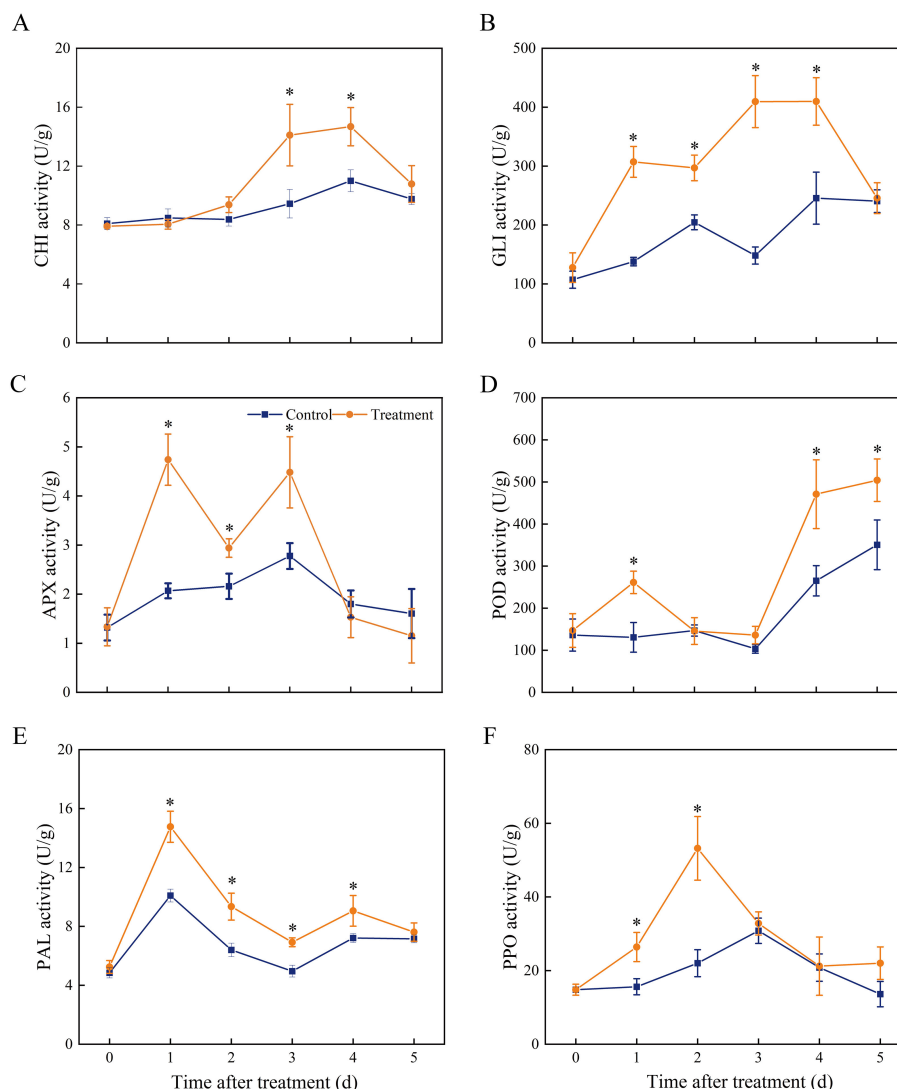 A
20
16
12
8
4
0
CHI activity (U/g)
* *
B
500
400
300
200
100
0
GLI activity (U/g)
* * * *
C
6
5
4
3
2
1
0
APX activity (U/g)
Control Treatment
* * *
D
700
600
500
400
300
200
100
0
POD activity (U/g)
* * *
E
20
16
12
8
4
0
PAL activity (U/g)
* * * *
0 1 2 3 4 5
Time after treatment (d)
F
80
60
40
20
0
PPO activity (U/g)
* *
0 1 2 3 4 5
Time after treatment (d)